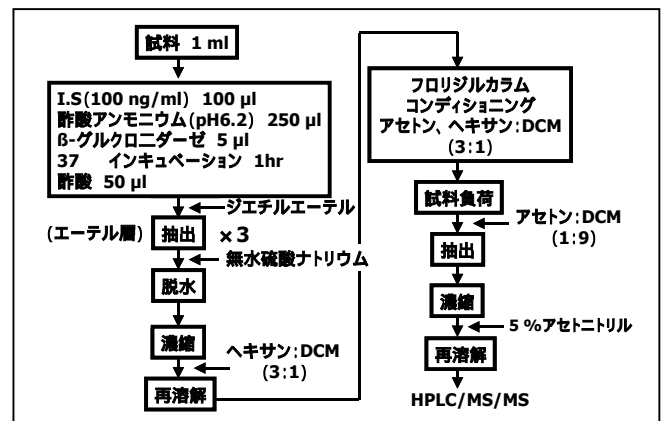 試料 1 ml
I.S(100 ng/ml) 100 µl
酢酸アンモニウム(pH6.2) 250 µl
ß-グルクロニダーゼ 5 µl
37 インキュベーション 1hr
酢酸 50 µl
ジエチルエーテル
(エーテル層) 抽出 ×3
無水硫酸ナトリウム
脱水
濃縮
ヘキサン:DCM
(3:1)
再溶解
フロリジルカラム
コンディショニング
アセトン、ヘキサン:DCM
(3:1)
試料負荷
アセトン:DCM
(1:9)
抽出
濃縮
5 %アセトニトリル
再溶解
HPLC/MS/MS